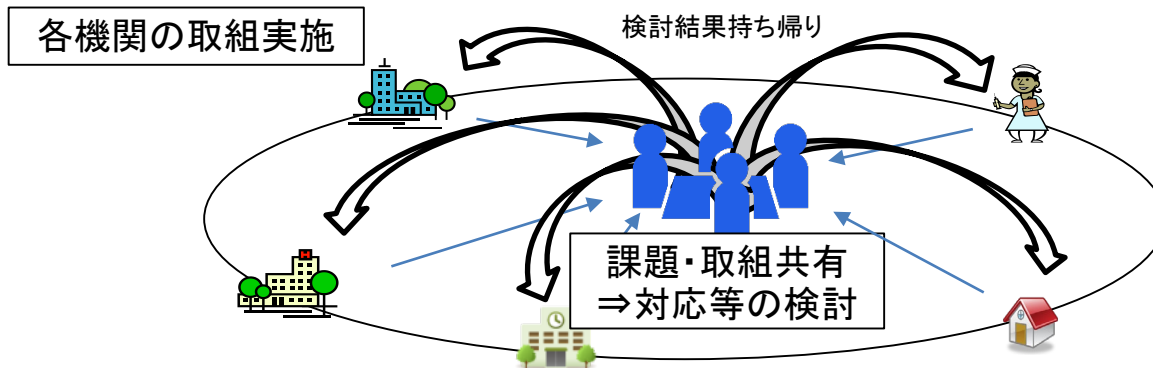 各機関の取組実施
検討結果持ち帰り
課題・取組共有
⇒対応等の検討
H